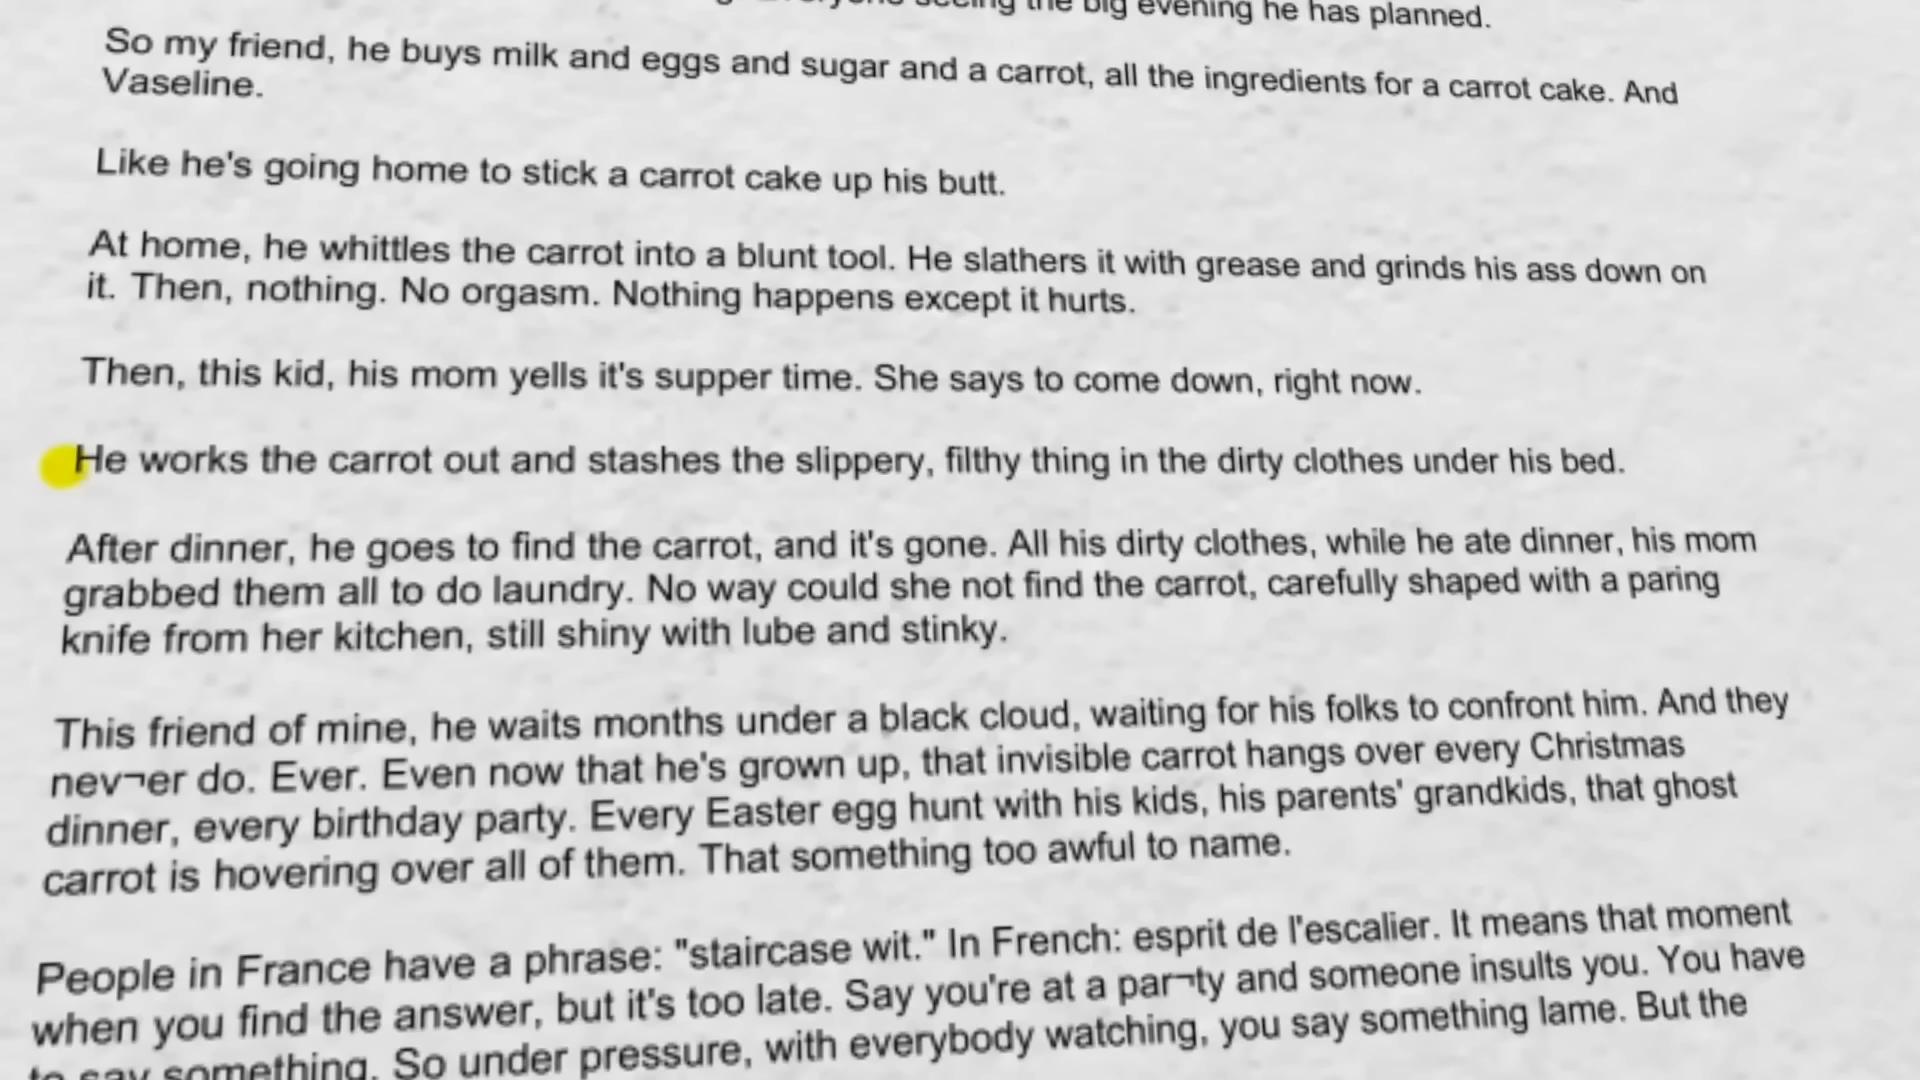 seeing the big evening he has planned.
So my friend, he buys milk and eggs and sugar and a carrot, all the ingredients for a carrot cake. And
Vaseline.
Like he's going home to stick a carrot cake up his butt.
At home, he whittles the carrot into a blunt tool. He slathers it with grease and grinds his ass down on
it. Then, nothing. No orgasm. Nothing happens except it hurts.
Then, this kid, his mom yells it's supper time. She says to come down, right now.
He works the carrot out and stashes the slippery, filthy thing in the dirty clothes under his bed.
After dinner, he goes to find the carrot, and it's gone. All his dirty clothes, while he ate dinner, his mom
grabbed them all to do laundry. No way could she not find the carrot, carefully shaped with a paring
knife from her kitchen, still shiny with lube and stinky.
This friend of mine, he waits months under a black cloud, waiting for his folks to confront him. And they
nev¬er do. Ever. Even now that he's grown up, that invisible carrot hangs over every Christmas
dinner, every birthday party. Every Easter egg hunt with his kids, his parents' grandkids, that ghost
carrot is hovering over all of them. That something too awful to name.
People in France have a phrase: "staircase wit." In French: esprit de l'escalier. It means that moment
when you find the answer, but it's too late. Say you're at a par¬ty and someone insults you. You have
to say something. So under pressure, with everybody watching, you say something lame. But the